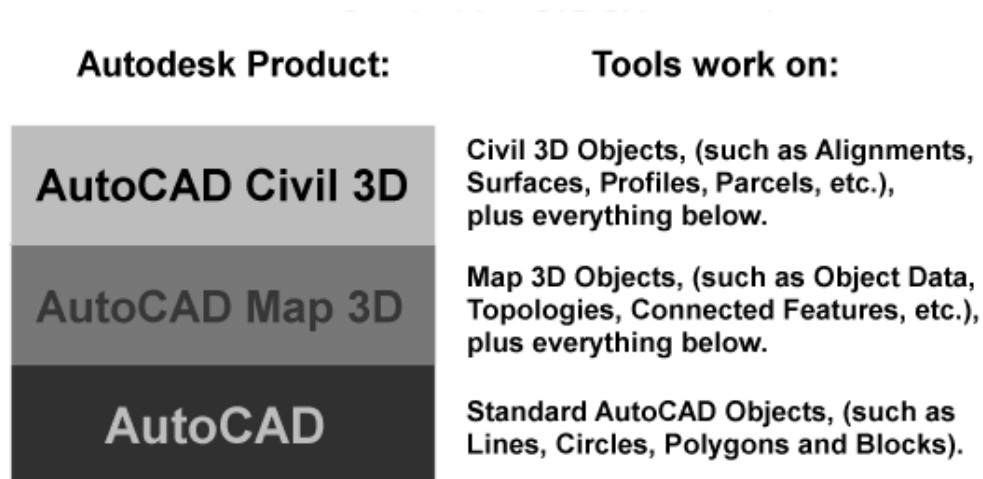 Autodesk Product:
Tools work on:
AutoCAD Civil 3D
Civil 3D Objects, (such as Alignments,
Surfaces, Profiles, Parcels, etc.),
plus everything below.
AutoCAD Map 3D
Map 3D Objects, (such as Object Data,
Topologies, Connected Features, etc.),
plus everything below.
AutoCAD
Standard AutoCAD Objects, (such as
Lines, Circles, Polygons and Blocks).